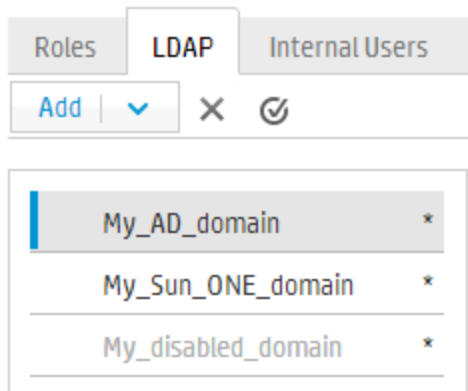 Roles LDAP Internal Users
Add
My_AD_domain *
My_Sun_ONE_domain *
My_disabled_domain *